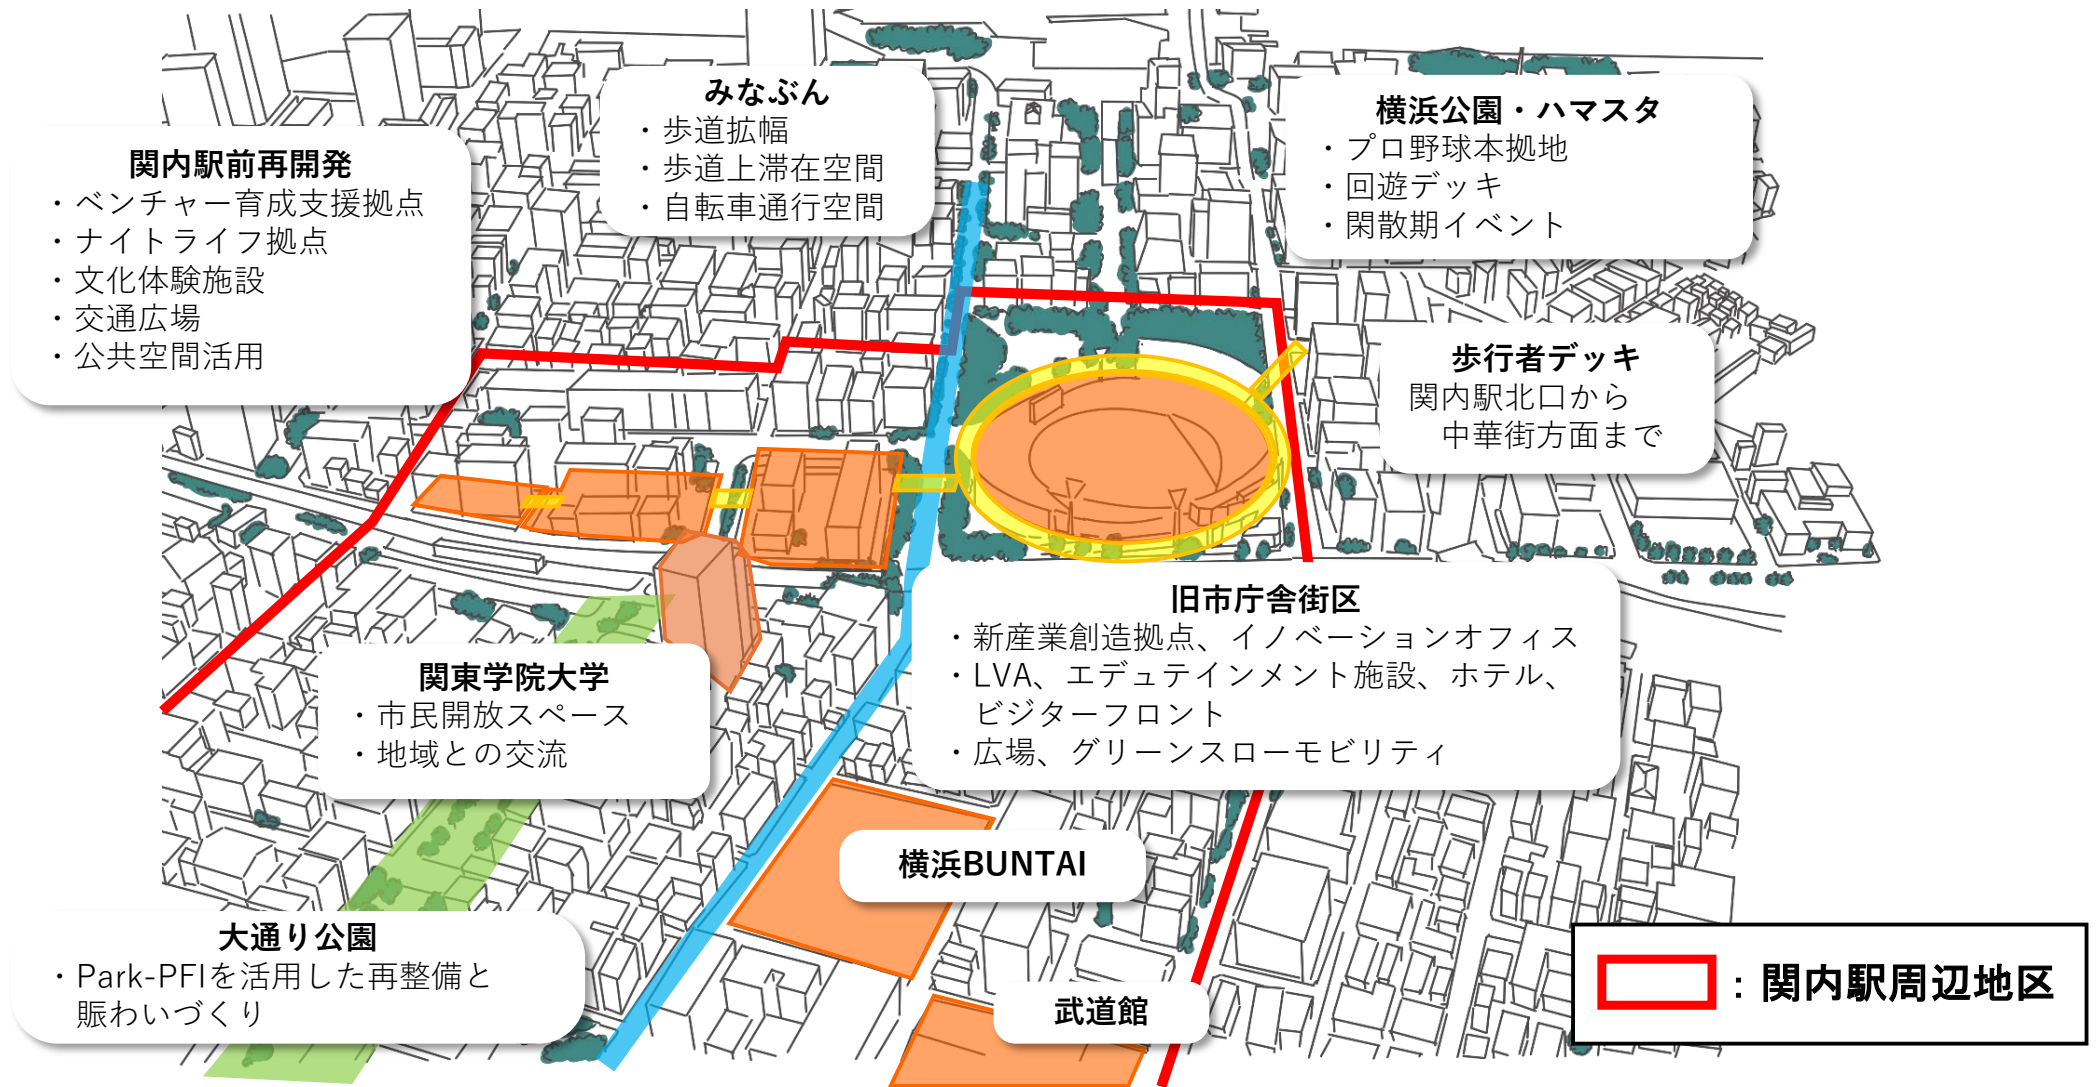 みなぶん
・歩道拡幅
・歩道上滞在空間
・自転車通行空間
横浜公園・ハマスタ
・プロ野球本拠地
・回遊デッキ
・閑散期イベント
関内駅前再開発
・ベンチャー育成支援拠点
・ナイトライフ拠点
・文化体験施設
・交通広場
・公共空間活用
歩行者デッキ
関内駅北口から
中華街方面まで
旧市庁舎街区
・新産業創造拠点、イノベーションオフィス
・LVA、エデュテインメント施設、ホテル、
ビジターフロント
・広場、グリーンスローモビリティ
関東学院大学
・市民開放スペース
・地域との交流
横浜BUNTAI
大通り公園
・Park-PFIを活用した再整備と
賑わいづくり
武道館
：関内駅周辺地区